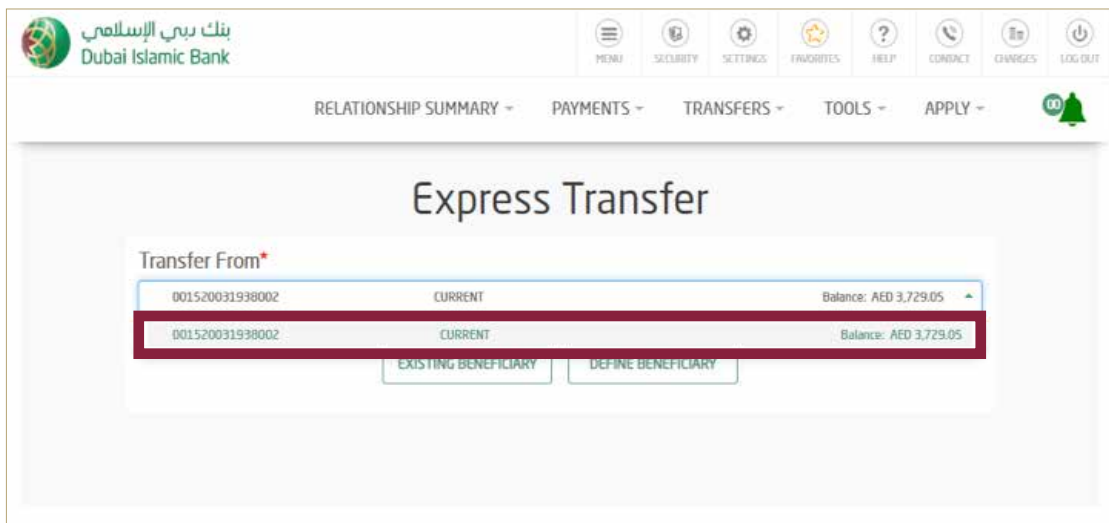 بنك دبي الإسلامي
Dubai Islamic Bank
MENU SECURITY SETTINGS FAVORITES HELP CONTACT CHARGES LOG OUT
RELATIONSHIP SUMMARY PAYMENTS TRANSFERS TOOLS APPLY 00
Express Transfer
Transfer From*
001520031938002 CURRENT Balance: AED 3,729.05
001520031938002 CURRENT Balance: AED 3,729.05
EXISTING BENEFICIARY DEFINE BENEFICIARY